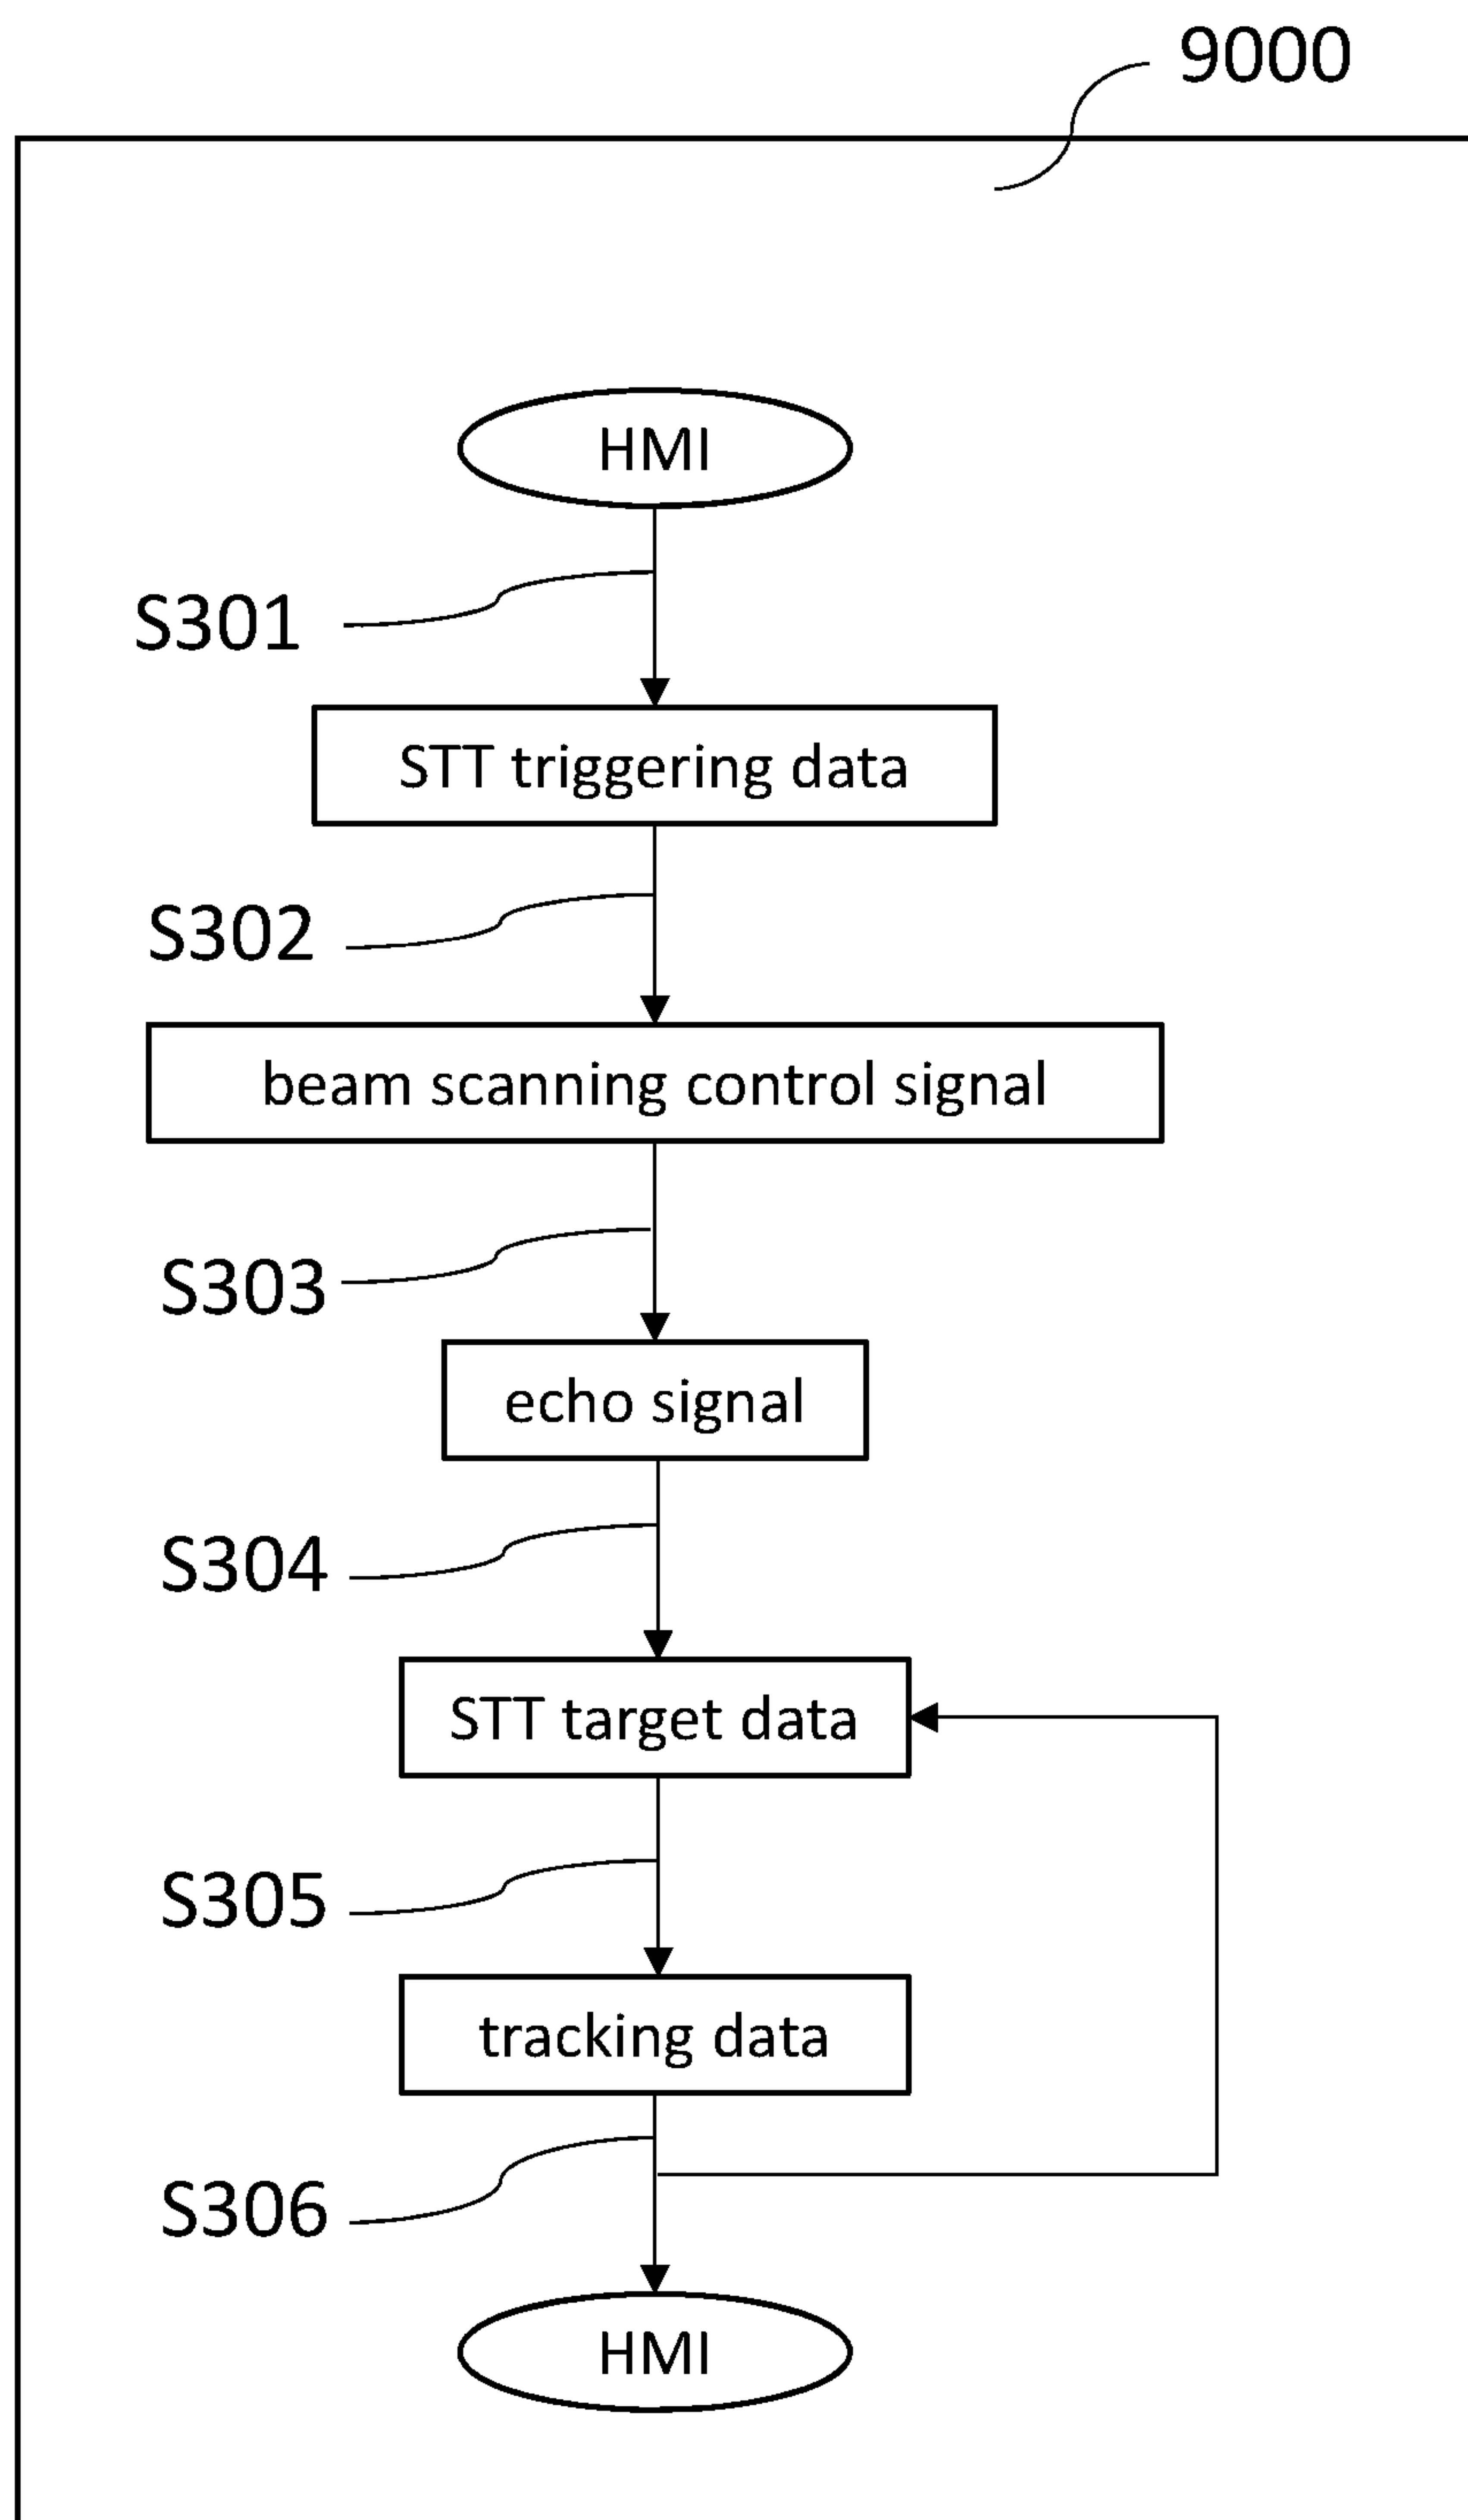 9000
HMI
S301
STT triggering data
S302
beam scanning control signal
S303
echo signal
S304
STT target data
S305
tracking data
S306
HMI